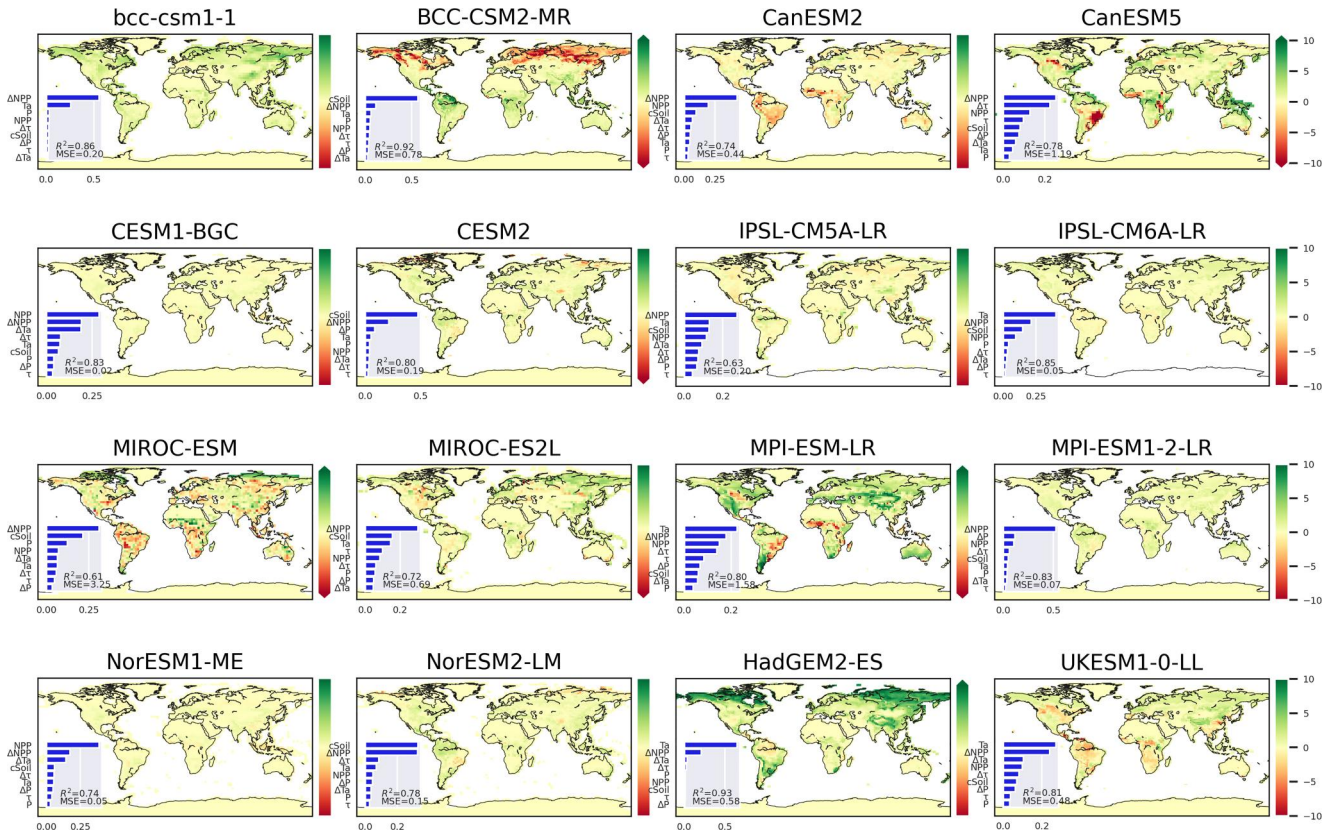 bcc-csm1-1
ΔNPP
Ta
P
NPP
Δτ
cSoil
ΔP
τ
ΔTa
R²=0.86
MSE=0.20
0.0 0.5
BCC-CSM2-MR
cSoil
ΔNPP
Ta
P
NPP
Δτ
τ
ΔP
ΔTa
R²=0.92
MSE=0.78
0.0 0.5
CanESM2
ΔNPP
NPP
cSoil
ΔTa
τ
Δτ
ΔP
Ta
P
R²=0.74
MSE=0.44
0.00 0.25
CanESM5
ΔNPP
Δτ
NPP
τ
cSoil
ΔP
ΔTa
Ta
P
R²=0.78
MSE=1.19
0.0 0.2
10
5
0
−5
−10
CESM1-BGC
NPP
ΔNPP
ΔTa
Δτ
Ta
cSoil
P
ΔP
τ
R²=0.83
MSE=0.02
0.00 0.25
CESM2
cSoil
ΔNPP
ΔP
Ta
P
Δτ
NPP
ΔTa
τ
R²=0.80
MSE=0.19
0.0 0.5
IPSL-CM5A-LR
ΔNPP
Ta
cSoil
NPP
P
Δτ
ΔTa
ΔP
τ
R²=0.63
MSE=0.20
0.0 0.2
IPSL-CM6A-LR
Ta
ΔNPP
cSoil
NPP
P
ΔTa
Δτ
ΔP
τ
R²=0.85
MSE=0.05
0.00 0.25
10
5
0
−5
−10
MIROC-ESM
ΔNPP
cSoil
P
NPP
ΔTa
Ta
Δτ
τ
ΔP
R²=0.61
MSE=3.25
0.00 0.25
MIROC-ES2L
ΔNPP
cSoil
Ta
τ
NPP
Δτ
P
ΔP
ΔTa
R²=0.72
MSE=0.69
0.0 0.2
MPI-ESM-LR
Ta
ΔNPP
NPP
τ
Δτ
P
cSoil
ΔTa
R²=0.80
MSE=1.58
0.0 0.2
MPI-ESM1-2-LR
ΔNPP
ΔP
NPP
Δτ
cSoil
Ta
P
τ
ΔTa
R²=0.83
MSE=0.07
0.0 0.5
10
5
0
−5
−10
NorESM1-ME
NPP
ΔNPP
ΔTa
cSoil
Δτ
Ta
ΔP
τ
P
R²=0.74
MSE=0.05
0.00 0.25
NorESM2-LM
cSoil
ΔNPP
Δτ
Ta
P
NPP
ΔP
ΔTa
τ
R²=0.78
MSE=0.15
0.0 0.2
HadGEM2-ES
Ta
ΔNPP
ΔTa
Δτ
P
NPP
cSoil
τ
R²=0.93
MSE=0.58
0.0 0.5
UKESM1-0-LL
Ta
ΔNPP
ΔTa
NPP
Δτ
cSoil
ΔP
τ
P
R²=0.81
MSE=0.48
0.0 0.2
10
5
0
−5
−10